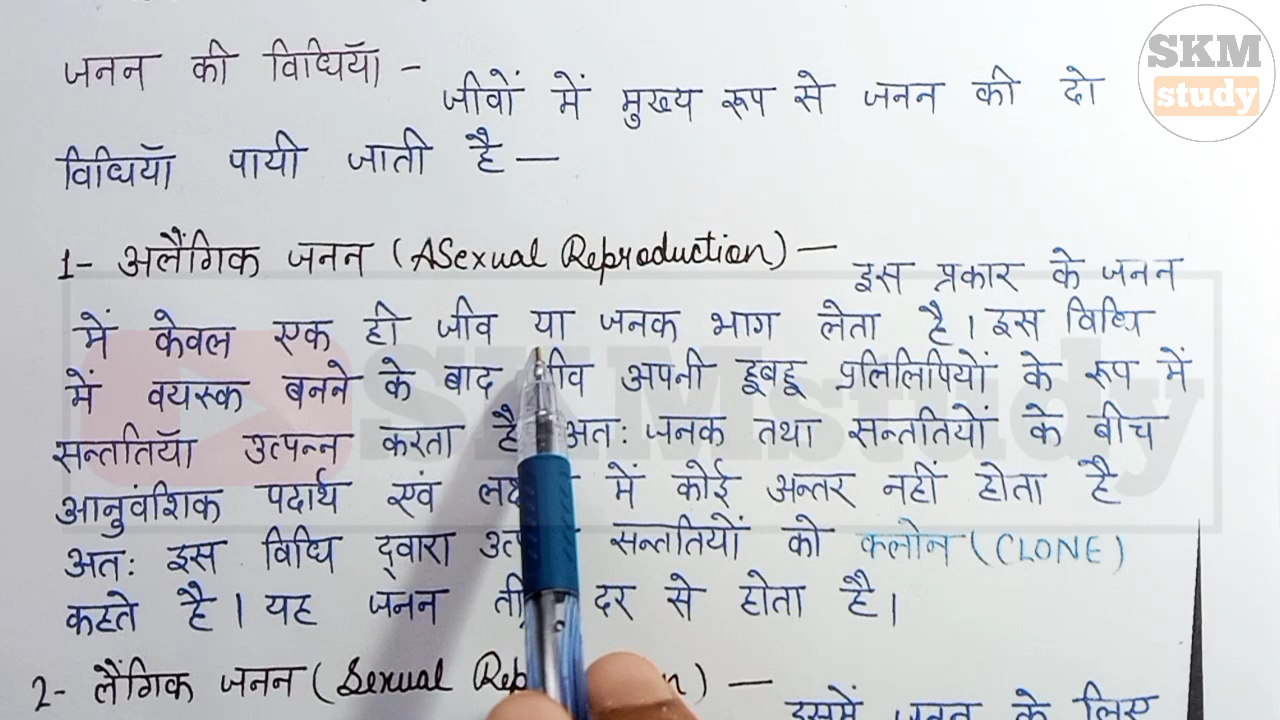 जनन की विधियाँ -
जीवों में मुख्य रूप से जनन की दो
विधियाँ पायी जाती है —
1- अलैंगिक जनन (ASexual Reproduction) —
इस प्रकार के जनन
में केवल एक ही जीव या जनक भाग लेता है। इस विधि
में वयस्क बनने के बाद अपनी हूबहू प्रतिलिपियों के रूप में
सन्ततियाँ उत्पन्न करता है अतः जनक तथा सन्ततियों के बीच
आनुवंशिक पदार्थ एवं में कोई अन्तर नहीं होता है
अतः इस विधि द्वारा सन्ततियों को क्लोन (CLONE)
कहते है। यह जनन दर से होता है।
2- लैंगिक जनन (Sexual
इसमें जनन के लिए
SKM
study
SKMstudy